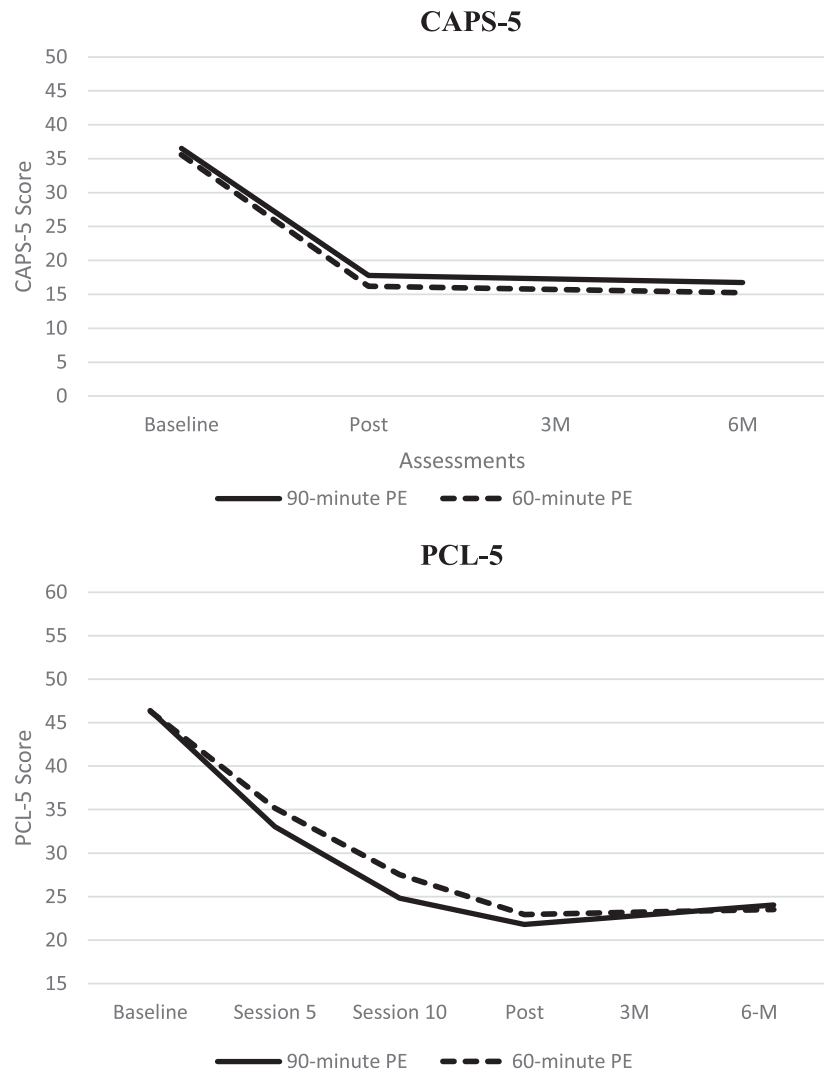 CAPS-5
50
45
40
35
30
25
20
15
10
5
0
CAPS-5 Score
Baseline Post 3M 6M
Assessments
90-minute PE 60-minute PE
PCL-5
60
55
50
45
40
35
30
25
20
15
PCL-5 Score
Baseline Session 5 Session 10 Post 3M 6-M
90-minute PE 60-minute PE